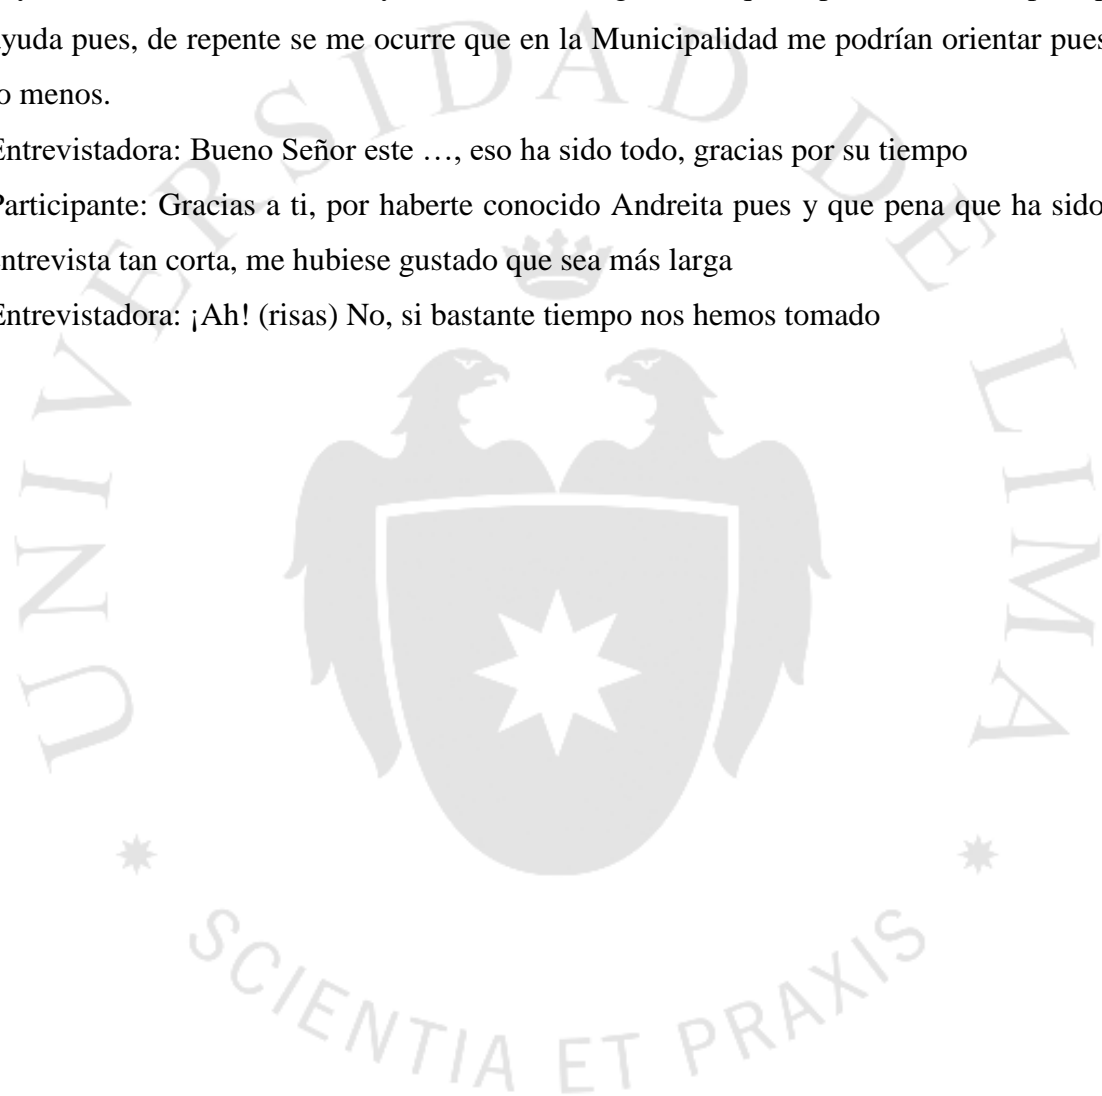 ayuda pues, de repente se me ocurre que en la Municipalidad me podrían orientar pues
lo menos.
Entrevistadora: Bueno Señor este …, eso ha sido todo, gracias por su tiempo
Participante: Gracias a ti, por haberte conocido Andreita pues y que pena que ha sido
entrevista tan corta, me hubiese gustado que sea más larga
Entrevistadora: ¡Ah! (risas) No, si bastante tiempo nos hemos tomado
UNIVERSIDAD DE LIMA
SCIENTIA ET PRAXIS